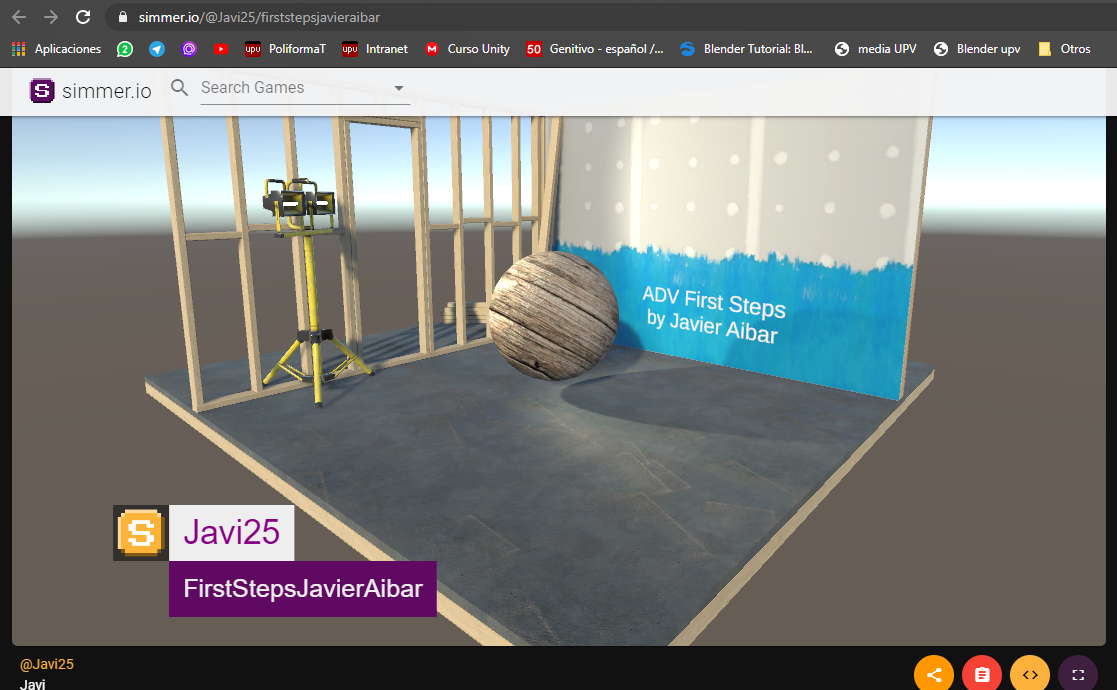 simmer.io/@Javi25/firststepsjavieraibar
Aplicaciones 2 upv PoliformaT upv Intranet M Curso Unity 50 Genitivo - español /... Blender Tutorial: Bl... media UPV Blender upv Otros
S simmer.io Search Games
ADV First Steps
by Javier Aibar
S Javi25
FirstStepsJavierAibar
@Javi25
Javi